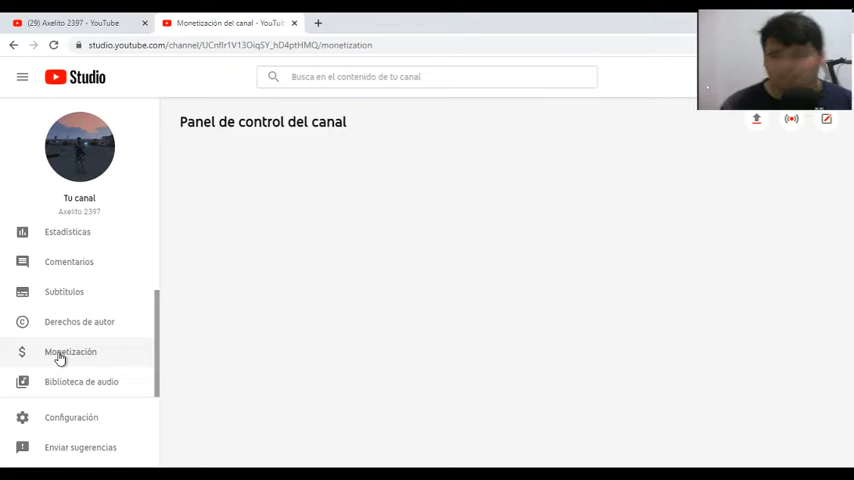 (29) Axelito 2397 - YouTube
Monetización del canal - YouTub
studio.youtube.com/channel/UCnflr1V13OiqSY_hD4ptHMQ/monetization
Studio
Busca en el contenido de tu canal
Panel de control del canal
Tu canal
Axelito 2397
Estadísticas
Comentarios
Subtítulos
Derechos de autor
Monetización
Biblioteca de audio
Configuración
Enviar sugerencias